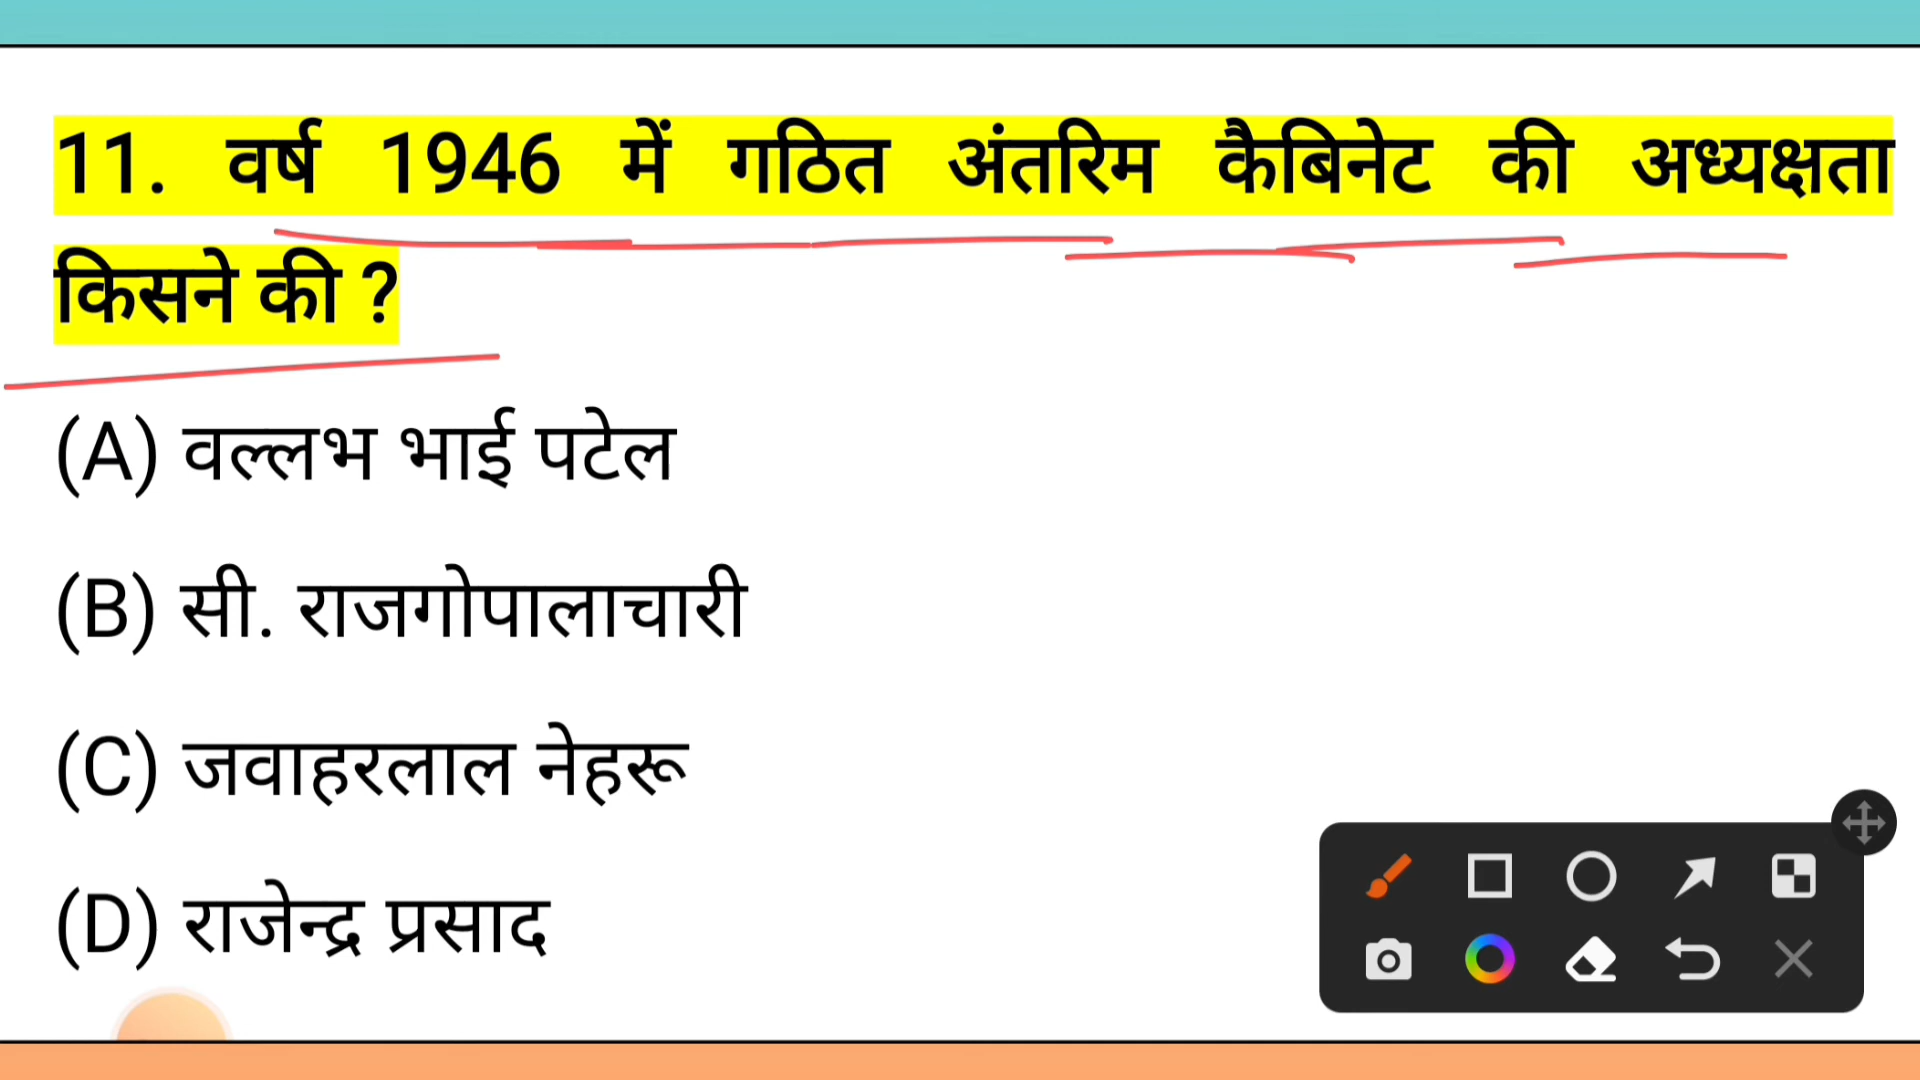 11. वर्ष 1946 में गठित अंतरिम कैबिनेट की अध्यक्षता
किसने की ?
(A) वल्लभ भाई पटेल
(B) सी. राजगोपालाचारी
(C) जवाहरलाल नेहरू
(D) राजेन्द्र प्रसाद